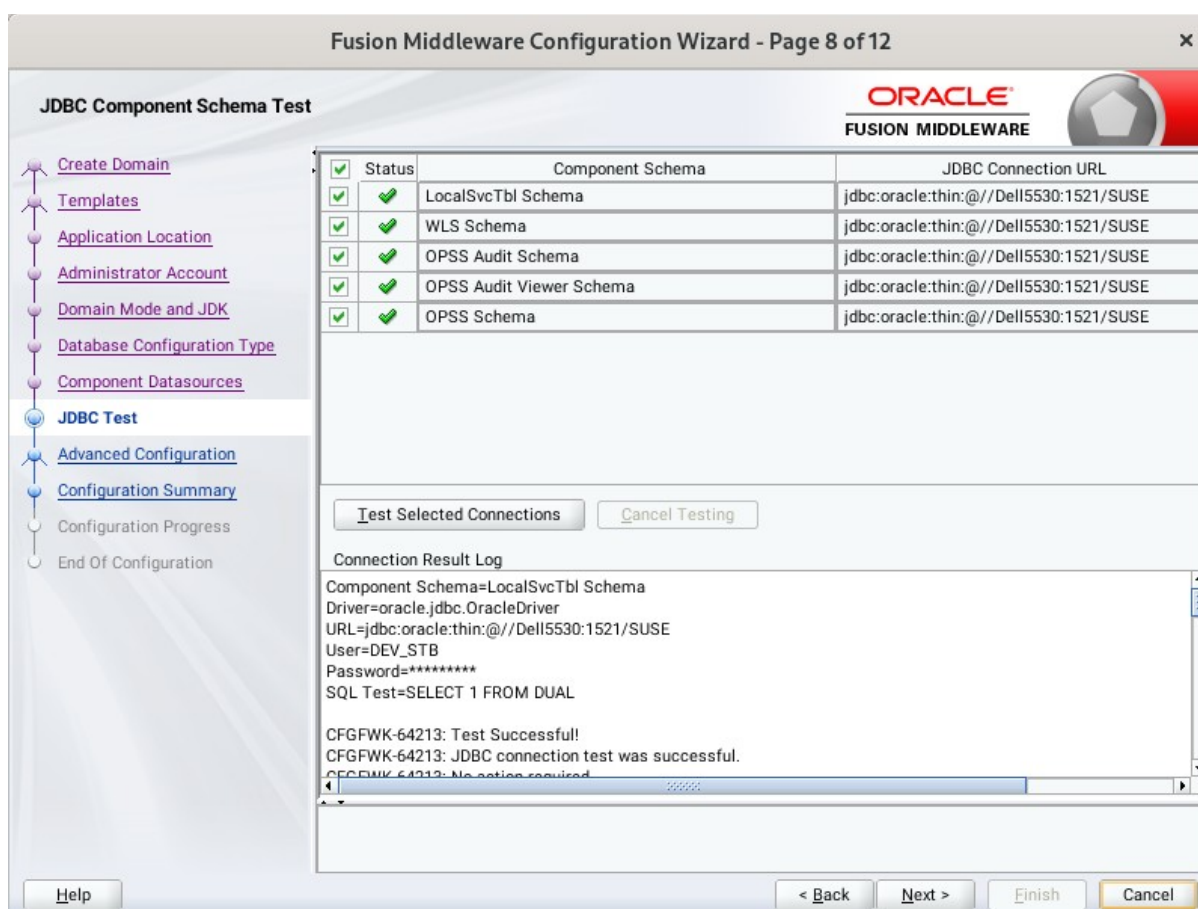 Fusion Middleware Configuration Wizard - Page 8 of 12
JDBC Component Schema Test
ORACLE
FUSION MIDDLEWARE
Create Domain
Templates
Application Location
Administrator Account
Domain Mode and JDK
Database Configuration Type
Component Datasources
JDBC Test
Advanced Configuration
Configuration Summary
Configuration Progress
End Of Configuration
Status Component Schema JDBC Connection URL
LocalSvcTbl Schema jdbc:oracle:thin:@//Dell5530:1521/SUSE
WLS Schema jdbc:oracle:thin:@//Dell5530:1521/SUSE
OPSS Audit Schema jdbc:oracle:thin:@//Dell5530:1521/SUSE
OPSS Audit Viewer Schema jdbc:oracle:thin:@//Dell5530:1521/SUSE
OPSS Schema jdbc:oracle:thin:@//Dell5530:1521/SUSE
Test Selected Connections Cancel Testing
Connection Result Log
Component Schema=LocalSvcTbl Schema
Driver=oracle.jdbc.OracleDriver
URL=jdbc:oracle:thin:@//Dell5530:1521/SUSE
User=DEV_STB
Password=*********
SQL Test=SELECT 1 FROM DUAL
CFGFWK-64213: Test Successful!
CFGFWK-64213: JDBC connection test was successful.
CFGFWK-64213: No action required
Help < Back Next > Finish Cancel